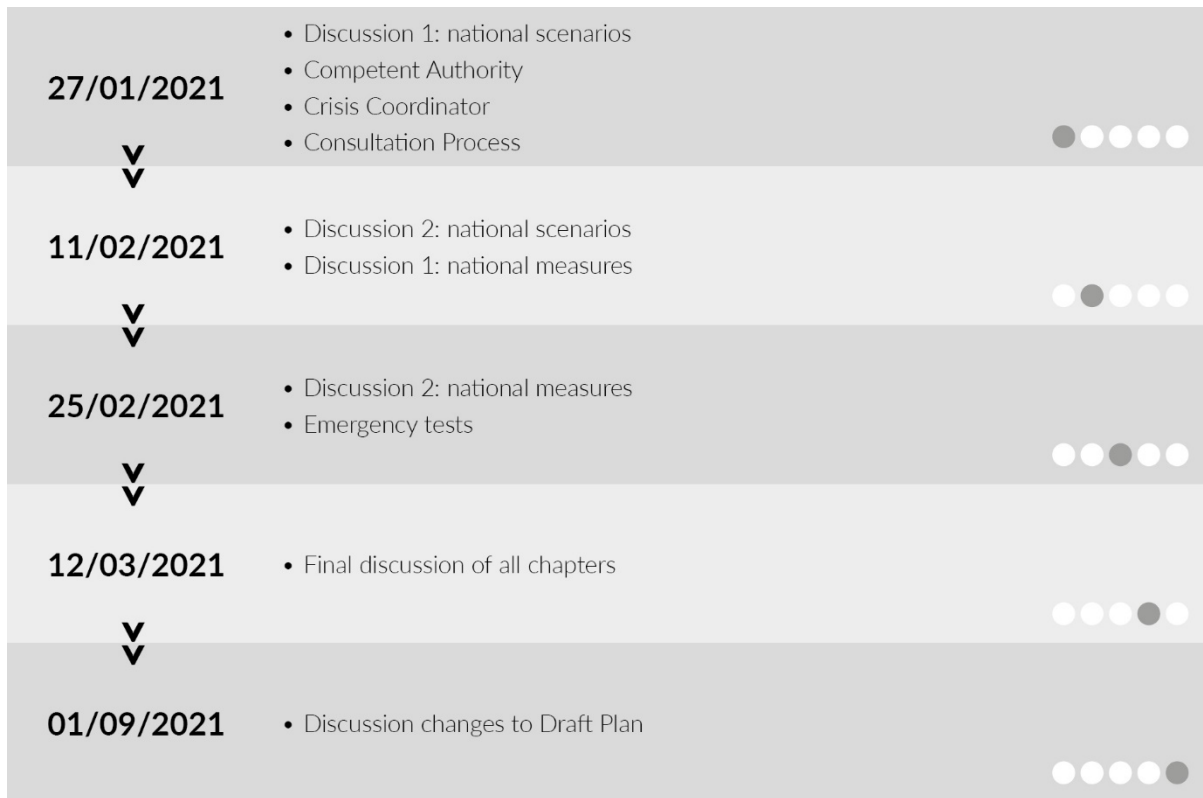 27/01/2021
• Discussion 1: national scenarios
• Competent Authority
• Crisis Coordinator
• Consultation Process
11/02/2021
• Discussion 2: national scenarios
• Discussion 1: national measures
25/02/2021
• Discussion 2: national measures
• Emergency tests
12/03/2021
• Final discussion of all chapters
01/09/2021
• Discussion changes to Draft Plan